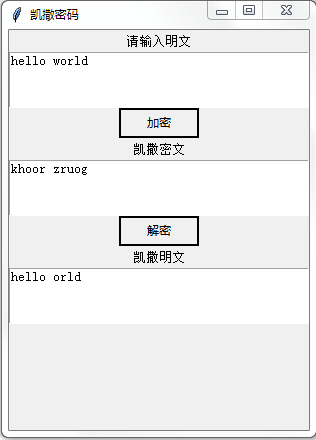 凯撒密码
请输入明文
hello world
加密
凯撒密文
khoor zruog
解密
凯撒明文
hello orld